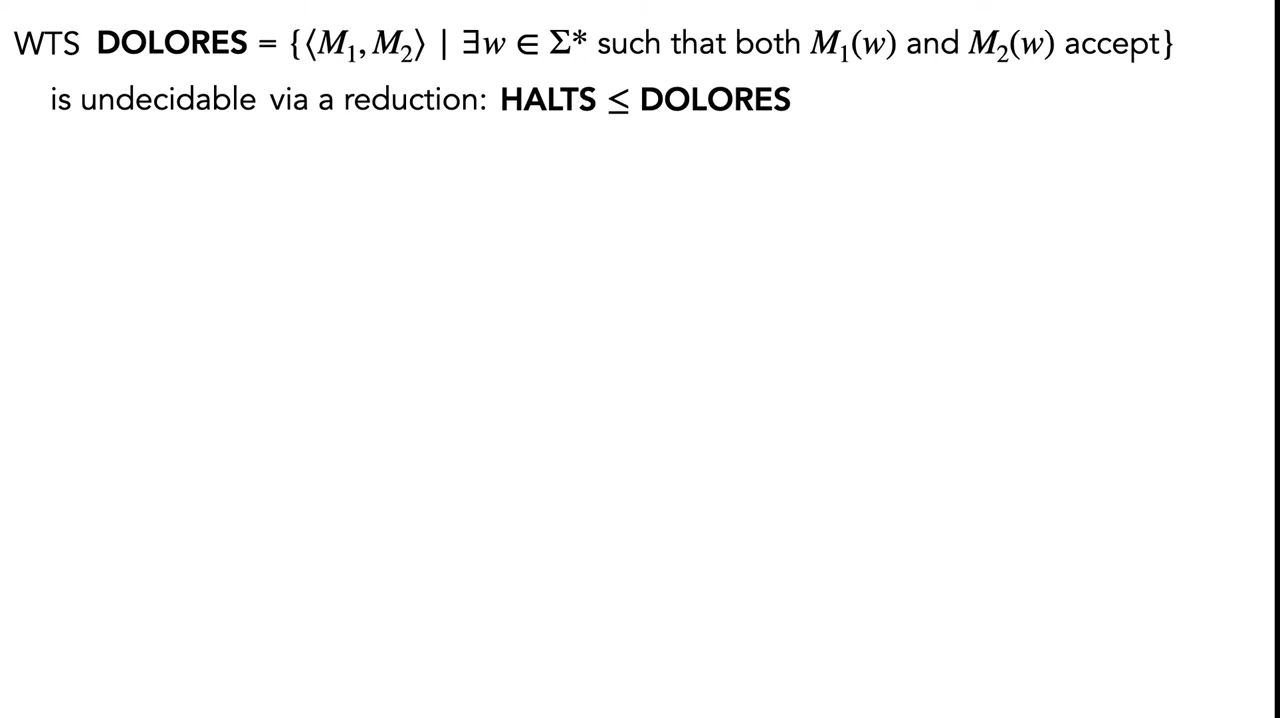 WTS DOLORES = {⟨M₁, M₂⟩ | ∃w ∈ Σ* such that both M₁(w) and M₂(w) accept}
is undecidable via a reduction: HALTS ≤ DOLORES